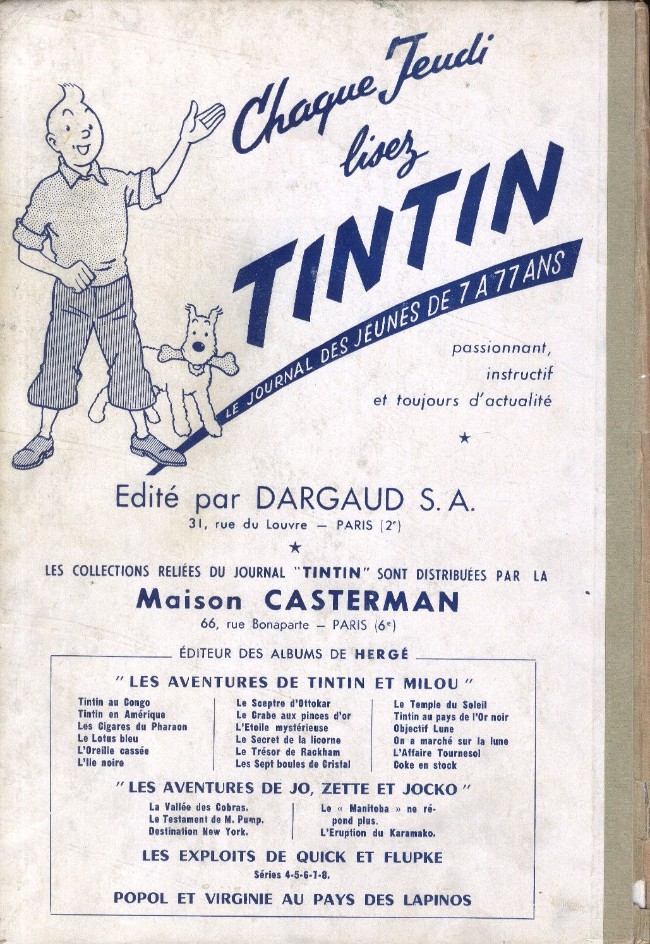 Chaque Jeudi
lisez
TINTIN
LE JOURNAL DES JEUNES DE 7 A 77 ANS
passionnant,
instructif
et toujours d'actualité
Edité par DARGAUD S. A.
31, rue du Louvre — PARIS (2e)
LES COLLECTIONS RELIÉES DU JOURNAL "TINTIN" SONT DISTRIBUÉES PAR LA
Maison CASTERMAN
66, rue Bonaparte — PARIS (6e)
ÉDITEUR DES ALBUMS DE HERGÉ
" LES AVENTURES DE TINTIN ET MILOU "
Tintin au Congo
Tintin en Amérique
Les Cigares du Pharaon
Le Lotus bleu
L'Oreille cassée
L'Ile noire
Le Sceptre d'Ottokar
Le Crabe aux pinces d'or
L'Etoile mystérieuse
Le Secret de la licorne
Le Trésor de Rackham
Les Sept boules de Cristal
Le Temple du Soleil
Tintin au pays de l'Or noir
Objectif Lune
On a marché sur la lune
L'Affaire Tournesol
Coke en stock
"LES AVENTURES DE JO, ZETTE ET JOCKO "
La Vallée des Cobras.
Le Testament de M. Pump.
Destination New York.
Le « Manitoba » ne ré-
pond plus.
L'Eruption du Karamako.
LES EXPLOITS DE QUICK ET FLUPKE
Séries 4-5-6-7-8.
POPOL ET VIRGINIE AU PAYS DES LAPINOS